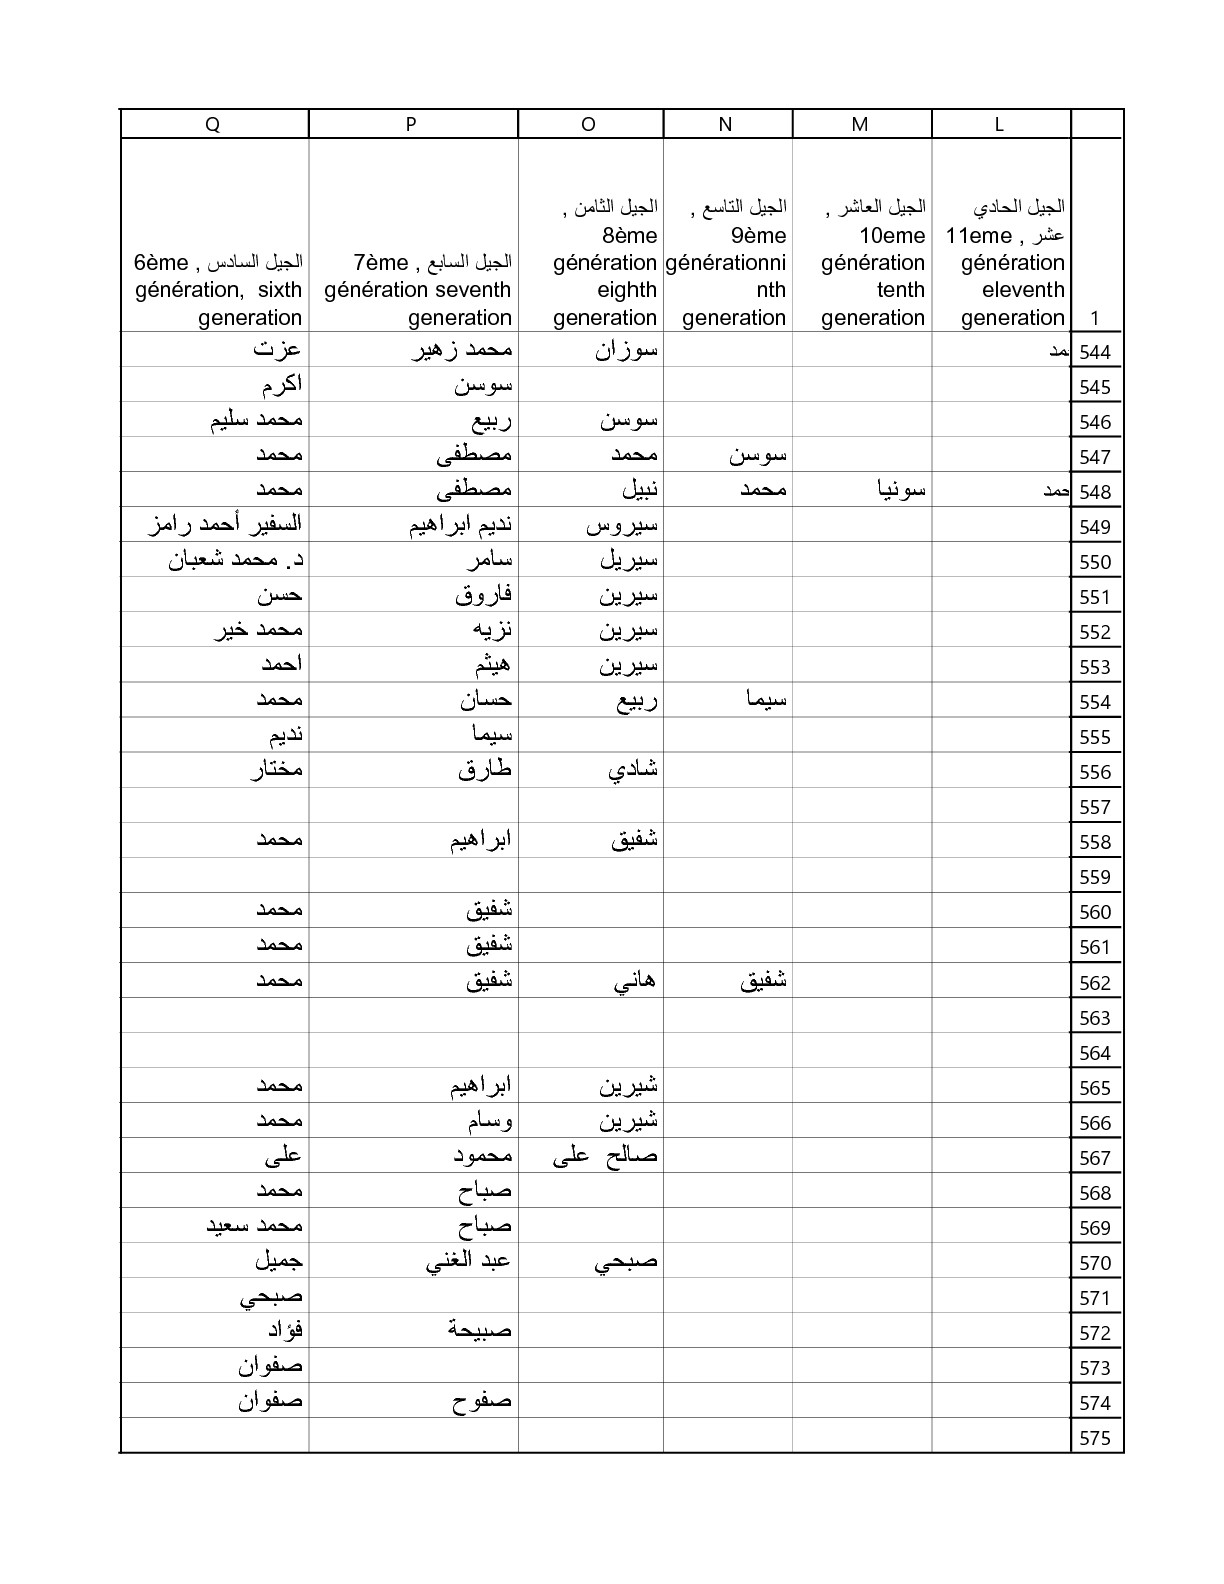 Q P O N M L
الجيل السادس , 6ème génération, sixth generation الجيل السابع , 7ème génération seventh generation الجيل الثامن , 8ème génération eighth generation الجيل التاسع , 9ème générationni nth generation الجيل العاشر , 10eme génération tenth generation الجيل الحادي عشر , 11eme génération eleventh generation 1
عزت محمد زهير سوزان مد 544
اكرم سوسن 545
محمد سليم ربيع سوسن 546
محمد مصطفى محمد سوسن 547
محمد مصطفى نبيل محمد سونيا حمد 548
السفير أحمد رامز نديم ابراهيم سيروس 549
د. محمد شعبان سامر سيريل 550
حسن فاروق سيرين 551
محمد خير نزيه سيرين 552
احمد هيثم سيرين 553
محمد حسان ربيع سيما 554
نديم سيما 555
مختار طارق شادي 556
557
محمد ابراهيم شفيق 558
559
محمد شفيق 560
محمد شفيق 561
محمد شفيق هاني شفيق 562
563
564
محمد ابراهيم شيرين 565
محمد وسام شيرين 566
على محمود صالح على 567
محمد صباح 568
محمد سعيد صباح 569
جميل عبد الغني صبحي 570
صبحي 571
فؤاد صبيحة 572
صفوان 573
صفوان صفوح 574
575